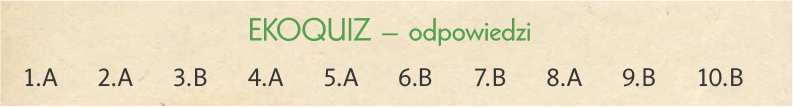 EKOQUIZ – odpowiedzi
1.A 2.A 3.B 4.A 5.A 6.B 7.B 8.A 9.B 10.B